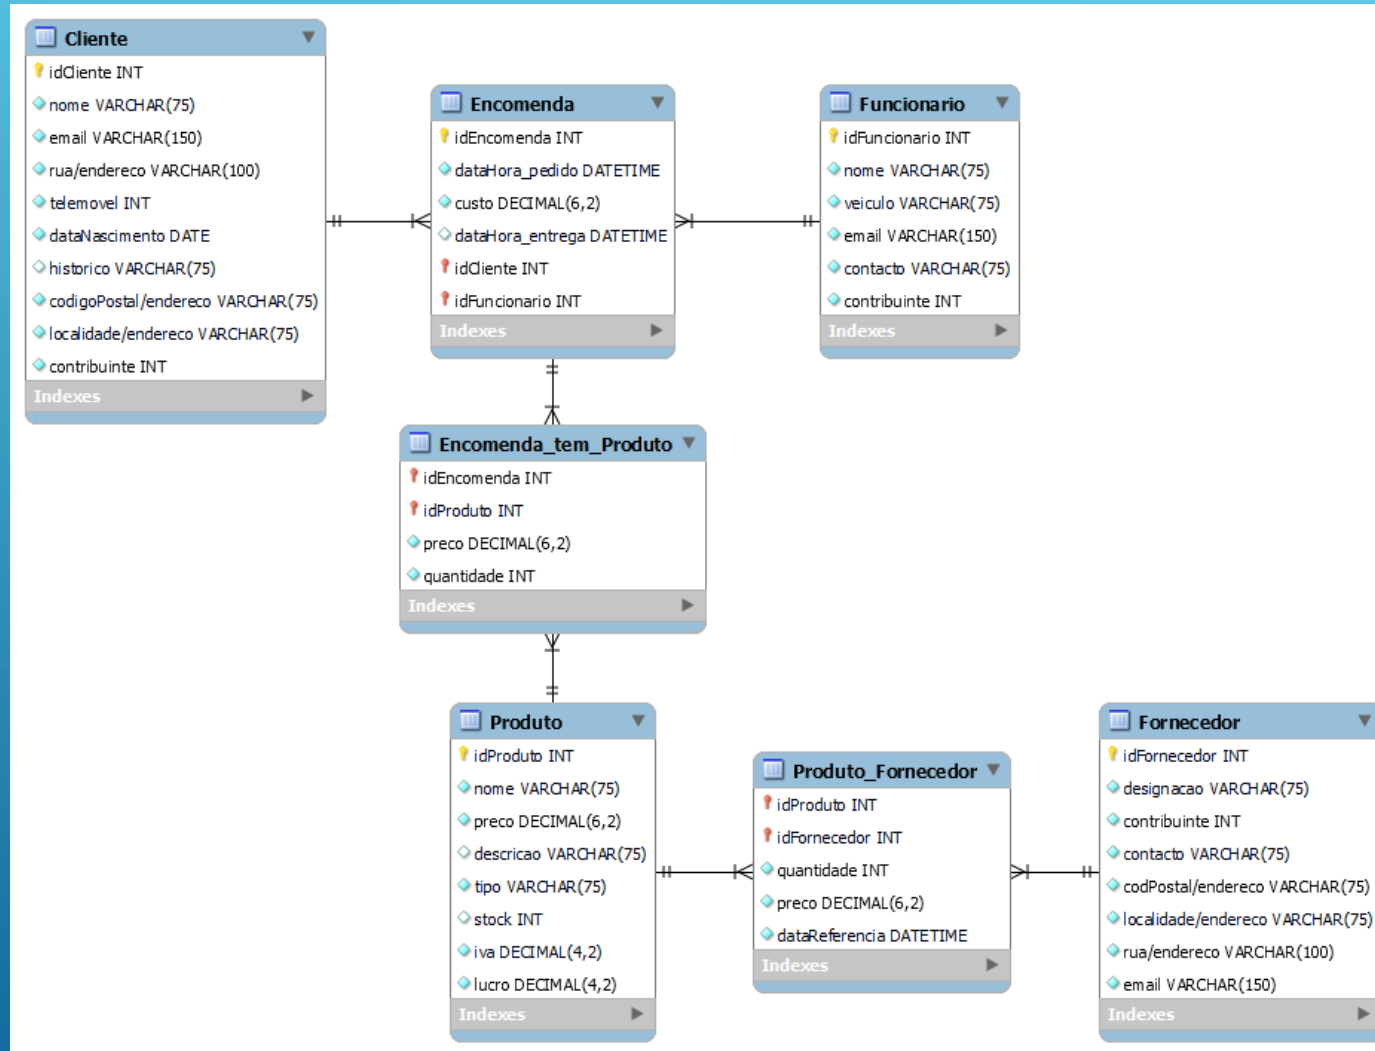 Cliente
idCliente INT
nome VARCHAR(75)
email VARCHAR(150)
rua/endereco VARCHAR(100)
telemovel INT
dataNascimento DATE
historico VARCHAR(75)
codigoPostal/endereco VARCHAR(75)
localidade/endereco VARCHAR(75)
contribuinte INT
Indexes
Encomenda
idEncomenda INT
dataHora_pedido DATETIME
custo DECIMAL(6,2)
dataHora_entrega DATETIME
idCliente INT
idFuncionario INT
Indexes
Funcionario
idFuncionario INT
nome VARCHAR(75)
veiculo VARCHAR(75)
email VARCHAR(150)
contacto VARCHAR(75)
contribuinte INT
Indexes
Encomenda_tem_Produto
idEncomenda INT
idProduto INT
preco DECIMAL(6,2)
quantidade INT
Indexes
Produto
idProduto INT
nome VARCHAR(75)
preco DECIMAL(6,2)
descricao VARCHAR(75)
tipo VARCHAR(75)
stock INT
iva DECIMAL(4,2)
lucro DECIMAL(4,2)
Indexes
Produto_Fornecedor
idProduto INT
idFornecedor INT
quantidade INT
preco DECIMAL(6,2)
dataReferencia DATETIME
Indexes
Fornecedor
idFornecedor INT
designacao VARCHAR(75)
contribuinte INT
contacto VARCHAR(75)
codPostal/endereco VARCHAR(75)
localidade/endereco VARCHAR(75)
rua/endereco VARCHAR(100)
email VARCHAR(150)
Indexes